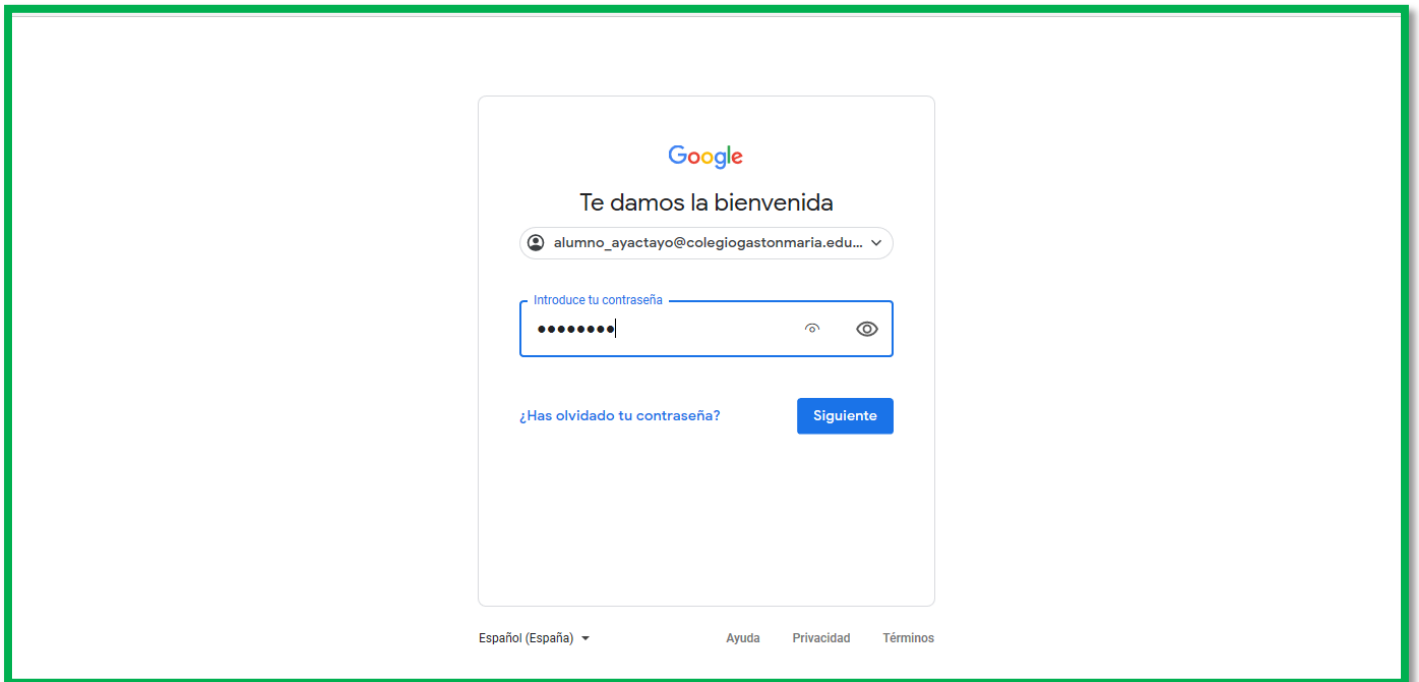 Google
Te damos la bienvenida
alumno_ayactayo@colegiogastonmaria.edu...
Introduce tu contraseña
••••••••
¿Has olvidado tu contraseña?
Siguiente
Español (España)
Ayuda
Privacidad
Términos